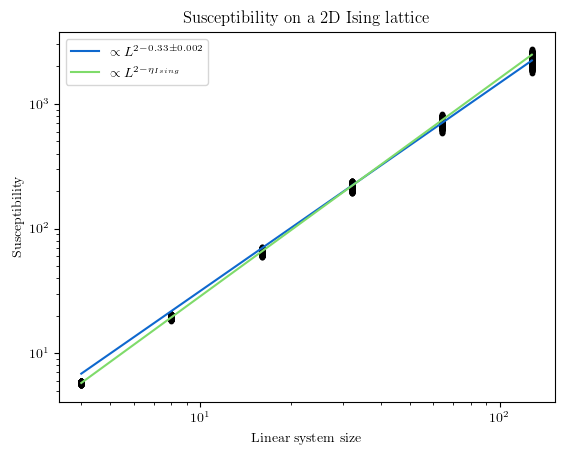 Susceptibility on a 2D Ising lattice
∝ L^{2−0.33±0.002}
∝ L^{2−η_{Ising}}
Susceptibility
10^3
10^2
10^1
10^1
10^2
Linear system size